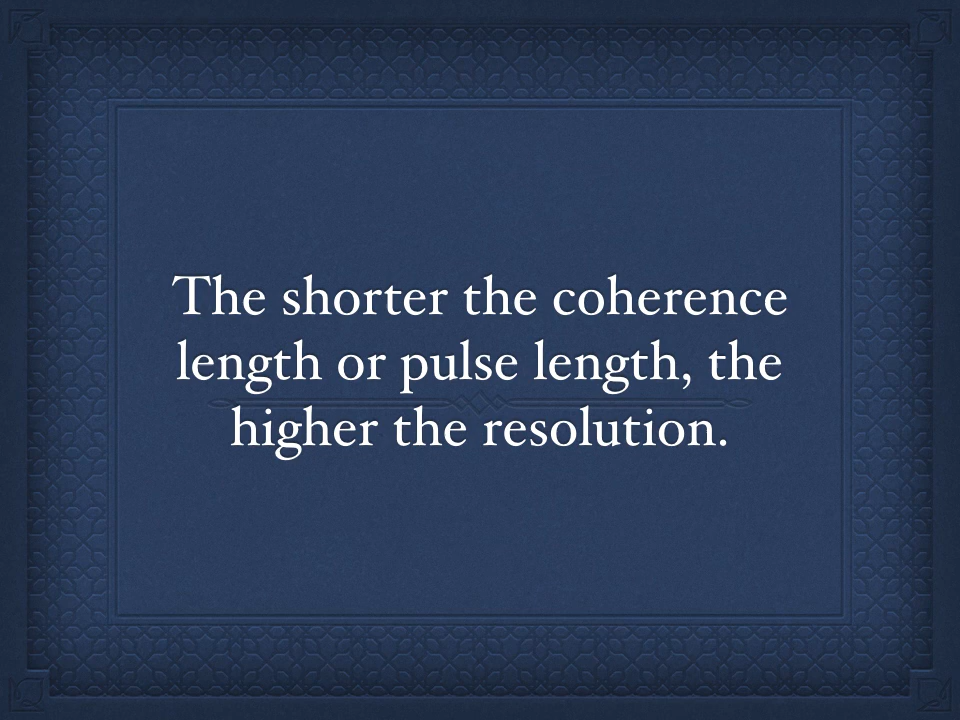 The shorter the coherence
length or pulse length, the
higher the resolution.